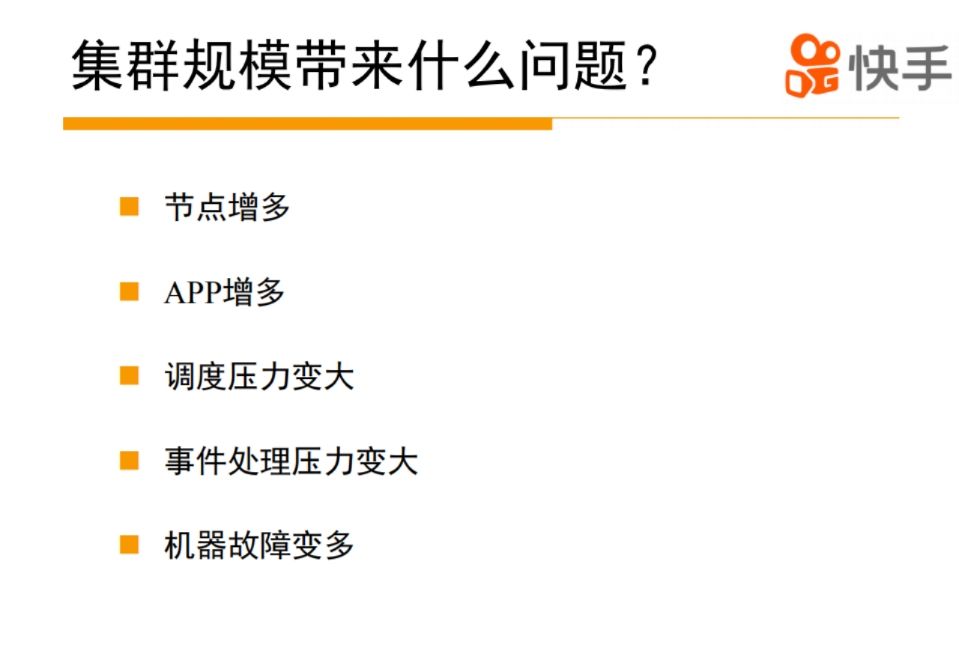 集群规模带来什么问题?
快手
节点增多
APP增多
调度压力变大
事件处理压力变大
机器故障变多